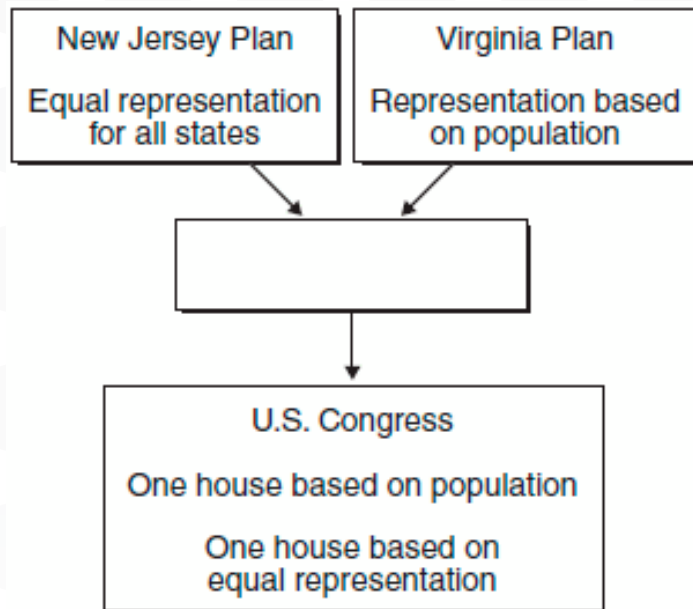 New Jersey Plan
Equal representation
for all states
Virginia Plan
Representation based
on population
U.S. Congress
One house based on population
One house based on
equal representation